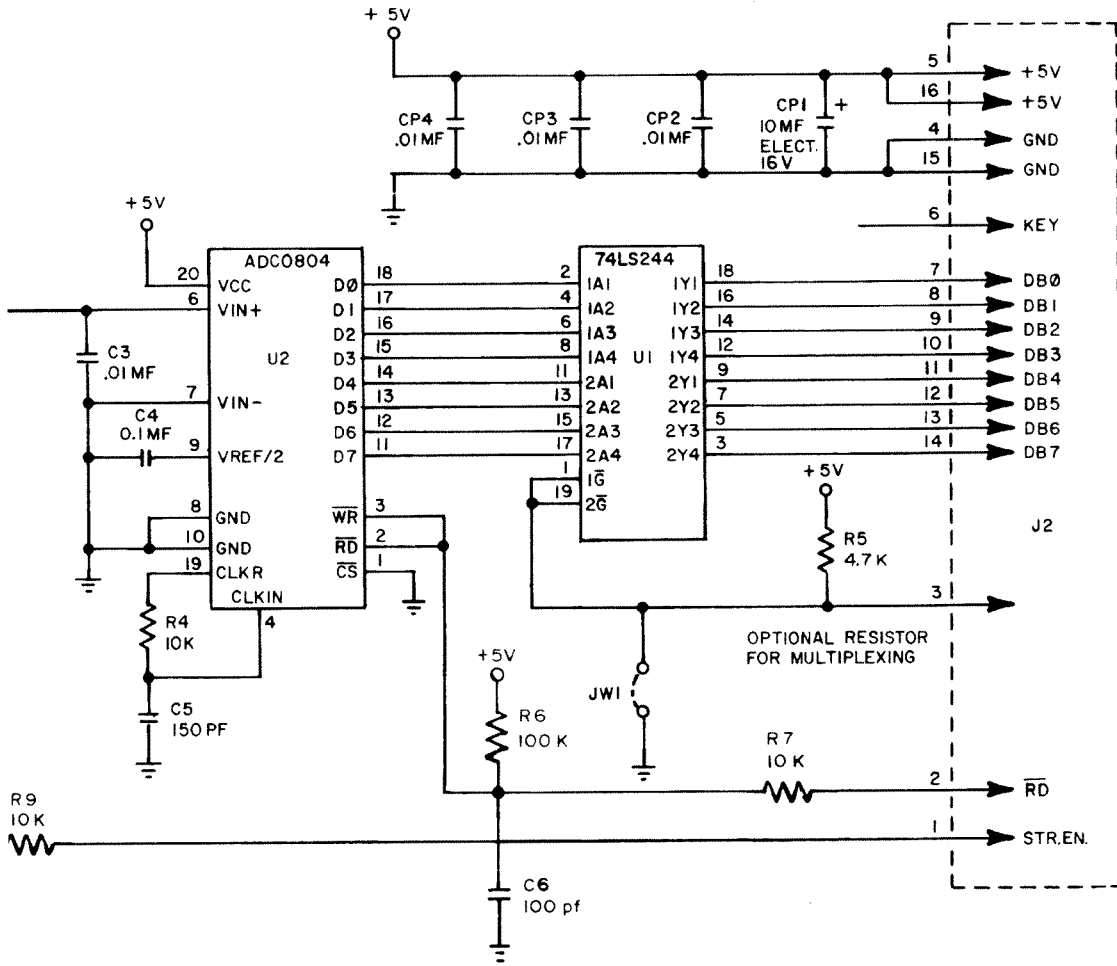 + 5V
5
+5V
16
+5V
CP4
.01MF
CP3
.01MF
CP2
.01MF
CP1
+
10MF
ELECT.
16V
4
GND
15
GND
+5V
6
KEY
ADC0804
U2
20
VCC
6
VIN+
7
VIN-
9
VREF/2
8
GND
10
GND
19
CLKR
CLKIN
4
C3
.01MF
C4
0.1MF
D0
18
D1
17
D2
16
D3
15
D4
14
D5
13
D6
12
D7
11
WR
3
RD
2
CS
1
74LS244
U1
2
1A1
4
1A2
6
1A3
8
1A4
11
2A1
13
2A2
15
2A3
17
2A4
1
1G
19
2G
1Y1
18
1Y2
16
1Y3
14
1Y4
12
2Y1
9
2Y2
7
2Y3
5
2Y4
3
7
DBØ
8
DB1
9
DB2
10
DB3
11
DB4
12
DB5
13
DB6
14
DB7
J2
+5V
R5
4.7K
3
OPTIONAL RESISTOR
FOR MULTIPLEXING
JW1
R4
10K
C5
150PF
+5V
R6
100K
R7
10K
2
RD
R9
10K
1
STR.EN.
C6
100 pf